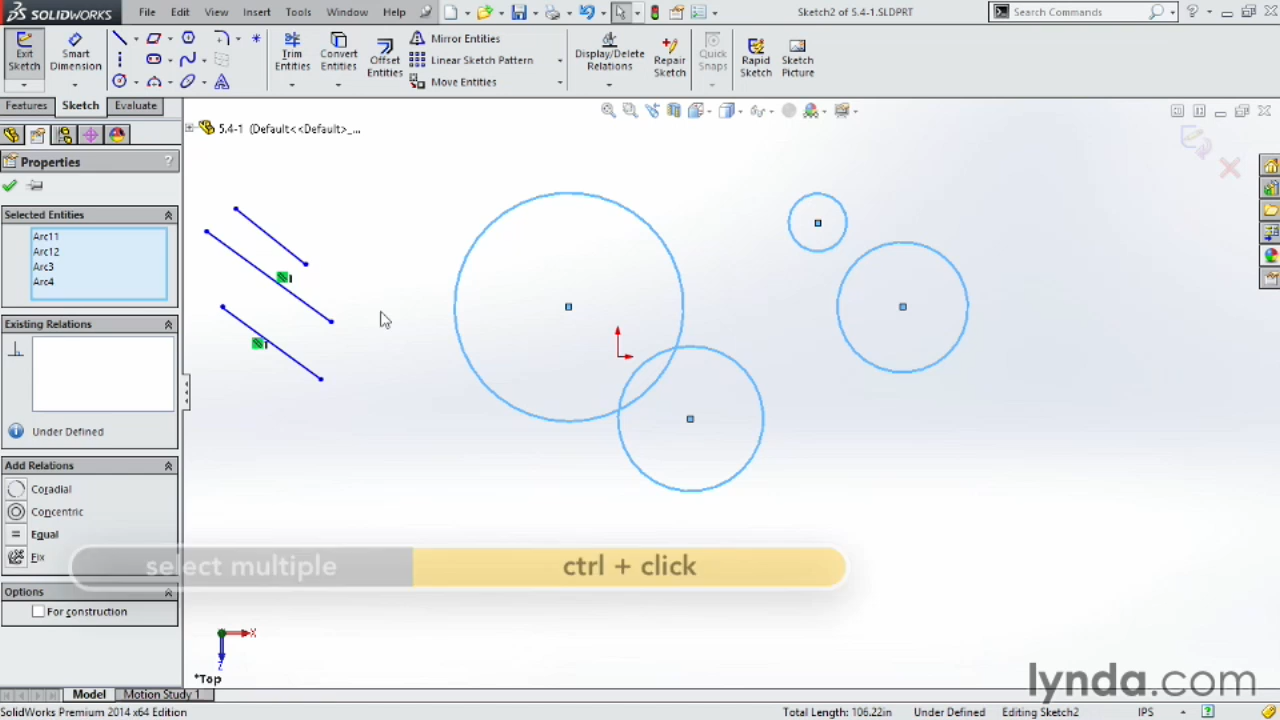 SOLIDWORKS File Edit View Insert Tools Window Help Sketch2 of 5.4-1.SLDPRT Search Commands
Exit Sketch
Smart Dimension
Trim Entities
Convert Entities
Offset Entities
Mirror Entities
Linear Sketch Pattern
Move Entities
Display/Delete Relations
Repair Sketch
Quick Snaps
Rapid Sketch
Sketch Picture
Features Sketch Evaluate
5.4-1 (Default<<Default>_...
Properties ?
Selected Entities
Arc11
Arc12
Arc3
Arc4
Existing Relations
Under Defined
Add Relations
Coradial
Concentric
Equal
Fix
select multiple ctrl + click
Options
For construction
X
Z
*Top
lynda.com
Model Motion Study 1
SolidWorks Premium 2014 x64 Edition Total Length: 106.22in Under Defined Editing Sketch2 IPS